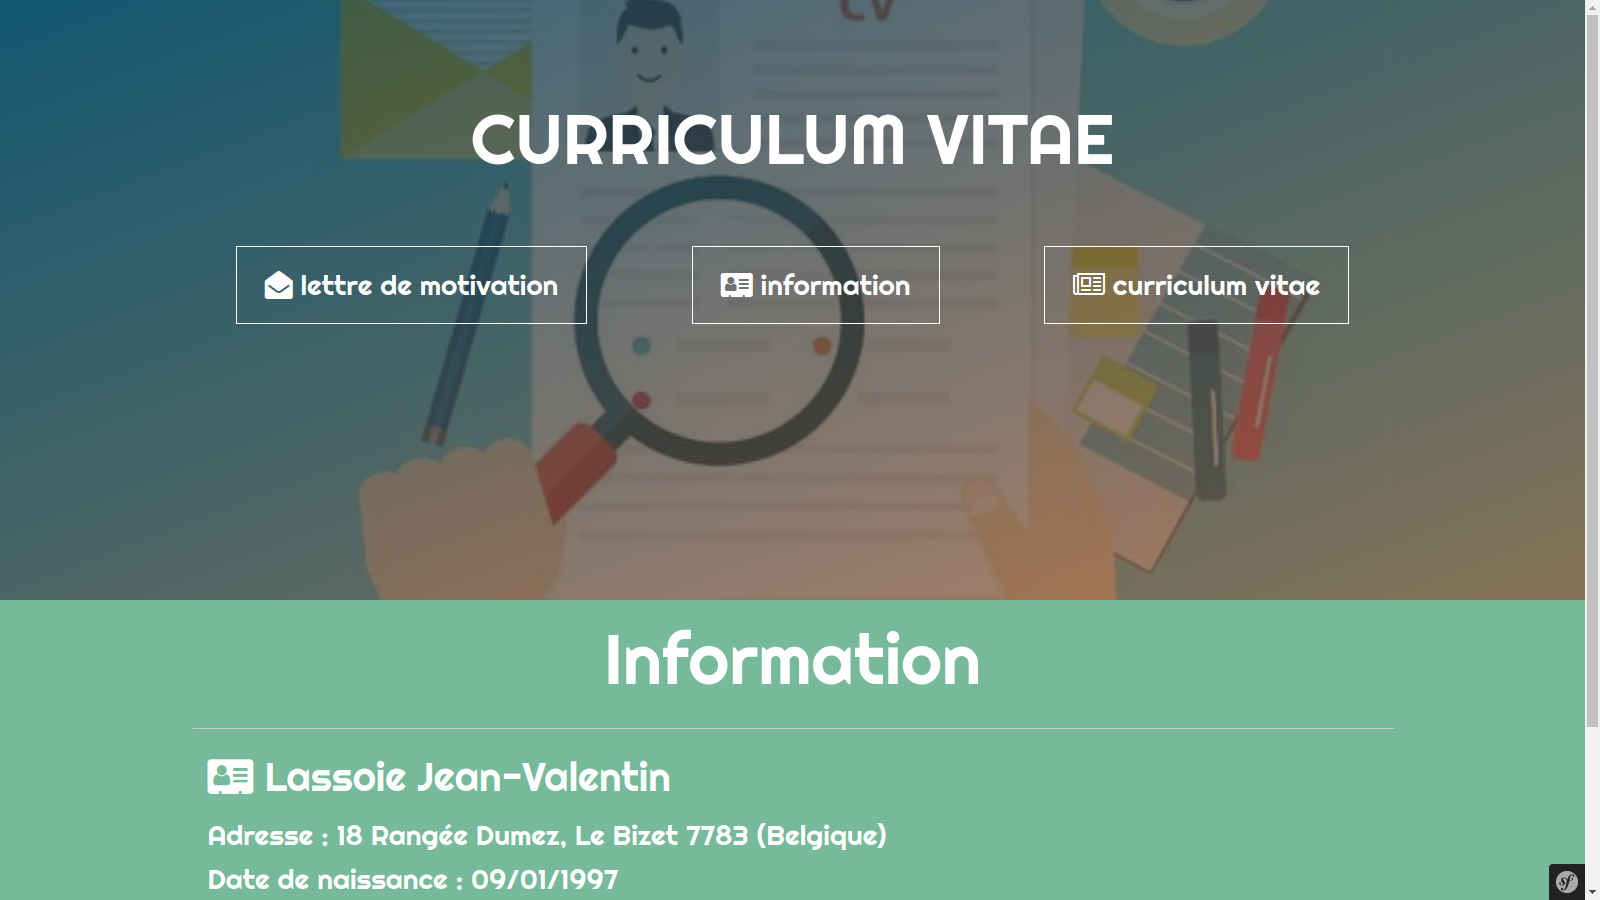 CV
CURRICULUM VITAE
lettre de motivation
information
curriculum vitae
Information
Lassoie Jean-Valentin
Adresse : 18 Rangée Dumez, Le Bizet 7783 (Belgique)
Date de naissance : 09/01/1997
sf